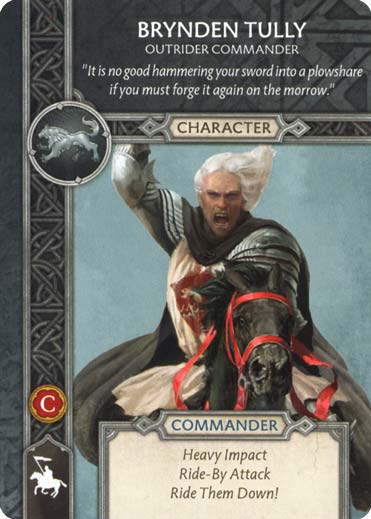 BRYNDEN TULLY
OUTRIDER COMMANDER
"It is no good hammering your sword into a plowshare
if you must forge it again on the morrow."
CHARACTER
C
COMMANDER
Heavy Impact
Ride-By Attack
Ride Them Down!